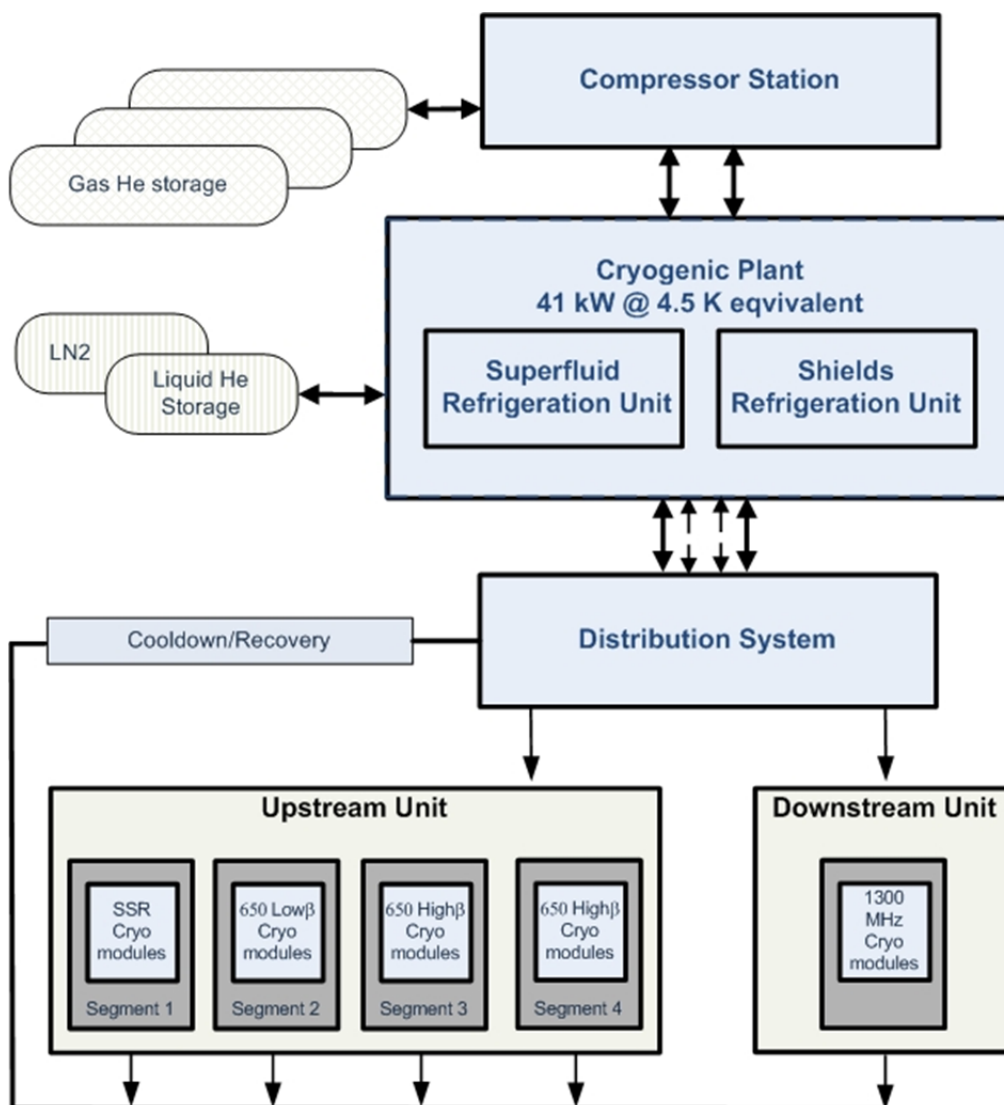 Compressor Station
Gas He storage
Cryogenic Plant
41 kW @ 4.5 K eqvivalent
LN2
Liquid He
Storage
Superfluid
Refrigeration Unit
Shields
Refrigeration Unit
Cooldown/Recovery
Distribution System
Upstream Unit
Downstream Unit
SSR
Cryo
modules
Segment 1
650 Lowβ
Cryo
modules
Segment 2
650 Highβ
Cryo
modules
Segment 3
650 Highβ
Cryo
modules
Segment 4
1300
MHz
Cryo
modules